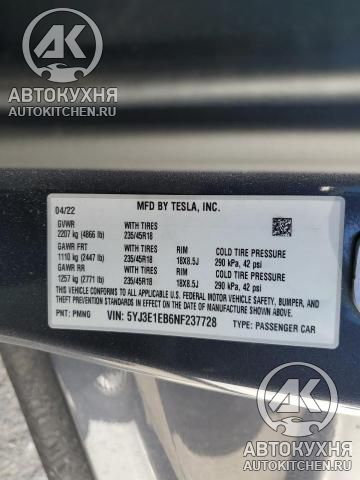 АК
АВТОКУХНЯ
AUTOKITCHEN.RU
MFD BY TESLA, INC.
04/22
GVWR WITH TIRES
2207 kg (4866 lb) 235/45R18
GAWR FRT WITH TIRES RIM COLD TIRE PRESSURE
1110 kg (2447 lb) 235/45R18 18X8.5J 290 kPa, 42 psi
GAWR RR WITH TIRES RIM COLD TIRE PRESSURE
1257 kg (2771 lb) 235/45R18 18X8.5J 290 kPa, 42 psi
THIS VEHICLE CONFORMS TO ALL APPLICABLE U.S. FEDERAL MOTOR VEHICLE SAFETY, BUMPER, AND
THEFT PREVENTION STANDARDS IN EFFECT ON THE DATE OF MANUFACTURE SHOWN ABOVE.
PNT: PMNG VIN: 5YJ3E1EB6NF237728 TYPE: PASSENGER CAR
АК
АВТОКУХНЯ
AUTOKITCHEN.RU